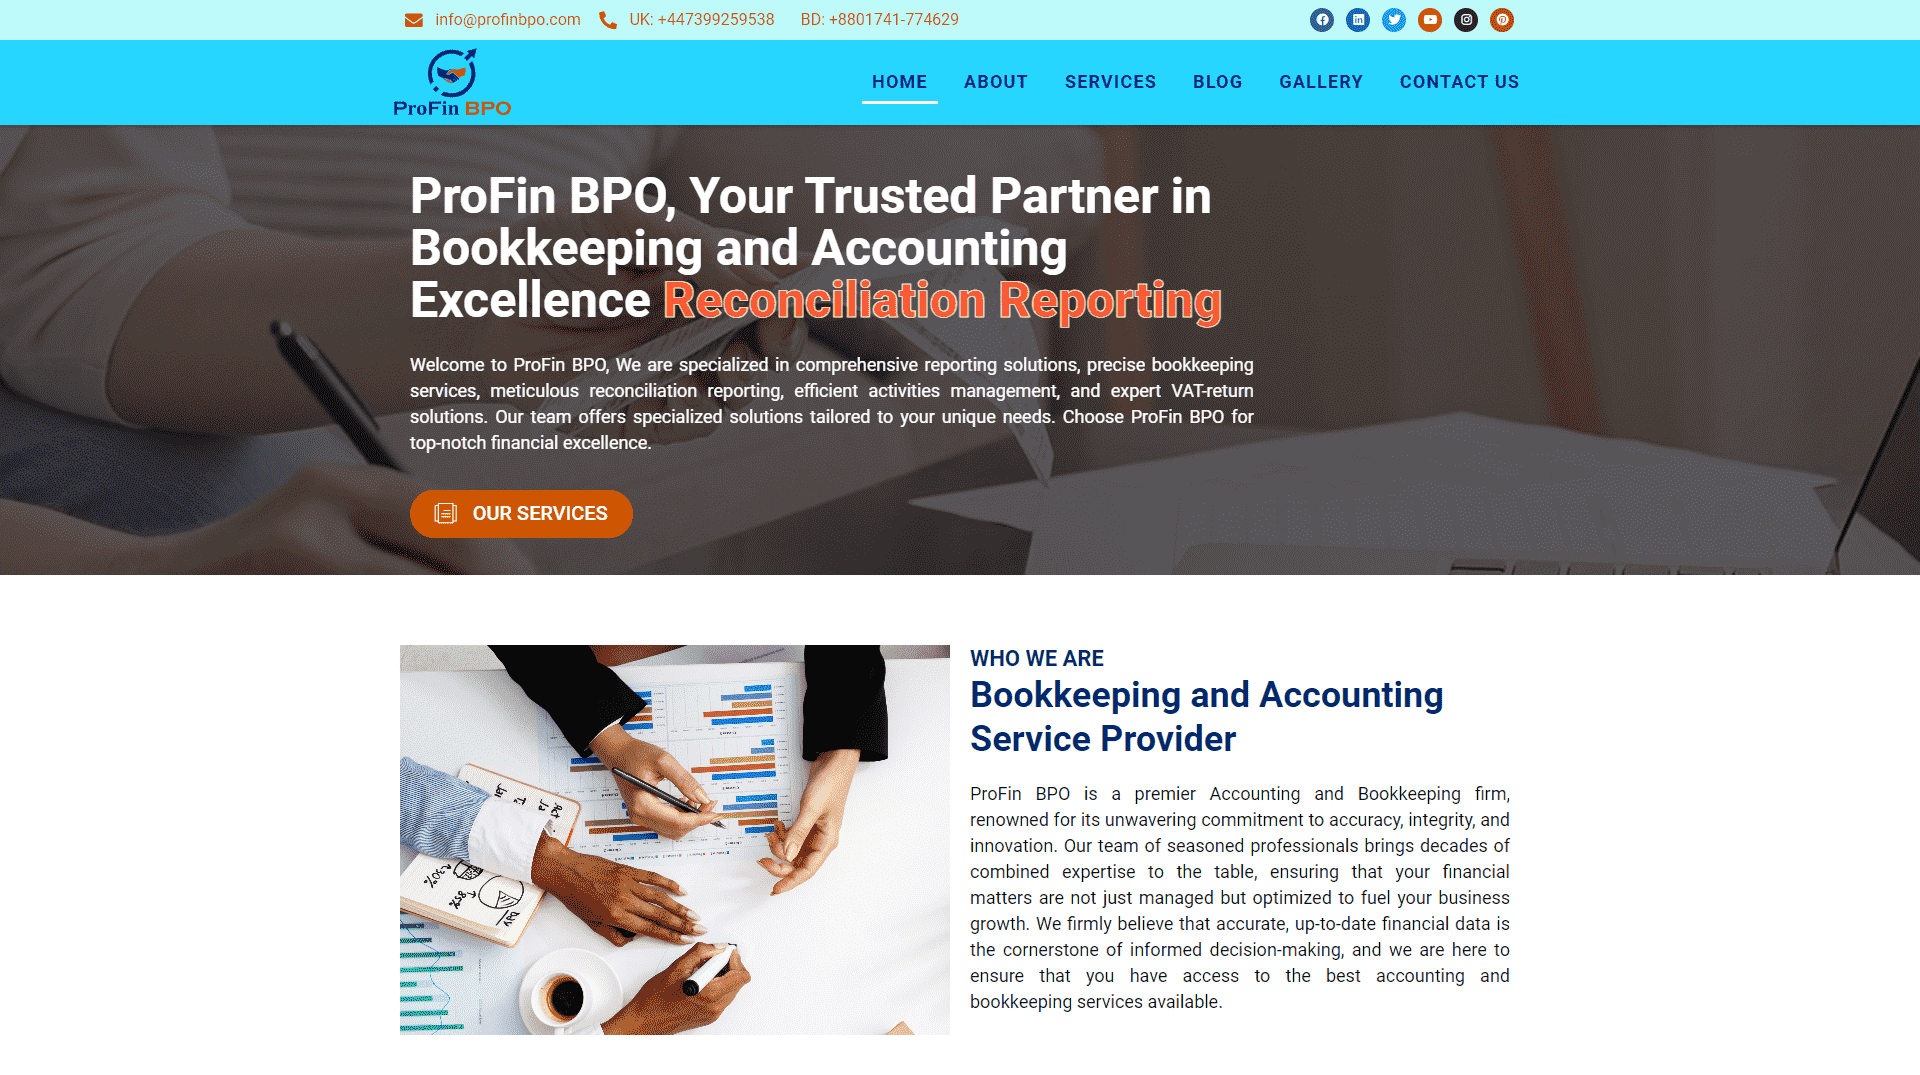 info@profinbpo.com UK: +447399259538 BD: +8801741-774629
ProFin BPO
HOME ABOUT SERVICES BLOG GALLERY CONTACT US
ProFin BPO, Your Trusted Partner in
Bookkeeping and Accounting
Excellence Reconciliation Reporting
Welcome to ProFin BPO, We are specialized in comprehensive reporting solutions, precise bookkeeping
services, meticulous reconciliation reporting, efficient activities management, and expert VAT-return
solutions. Our team offers specialized solutions tailored to your unique needs. Choose ProFin BPO for
top-notch financial excellence.
OUR SERVICES
WHO WE ARE
Bookkeeping and Accounting
Service Provider
ProFin BPO is a premier Accounting and Bookkeeping firm,
renowned for its unwavering commitment to accuracy, integrity, and
innovation. Our team of seasoned professionals brings decades of
combined expertise to the table, ensuring that your financial
matters are not just managed but optimized to fuel your business
growth. We firmly believe that accurate, up-to-date financial data is
the cornerstone of informed decision-making, and we are here to
ensure that you have access to the best accounting and
bookkeeping services available.
30%
85%